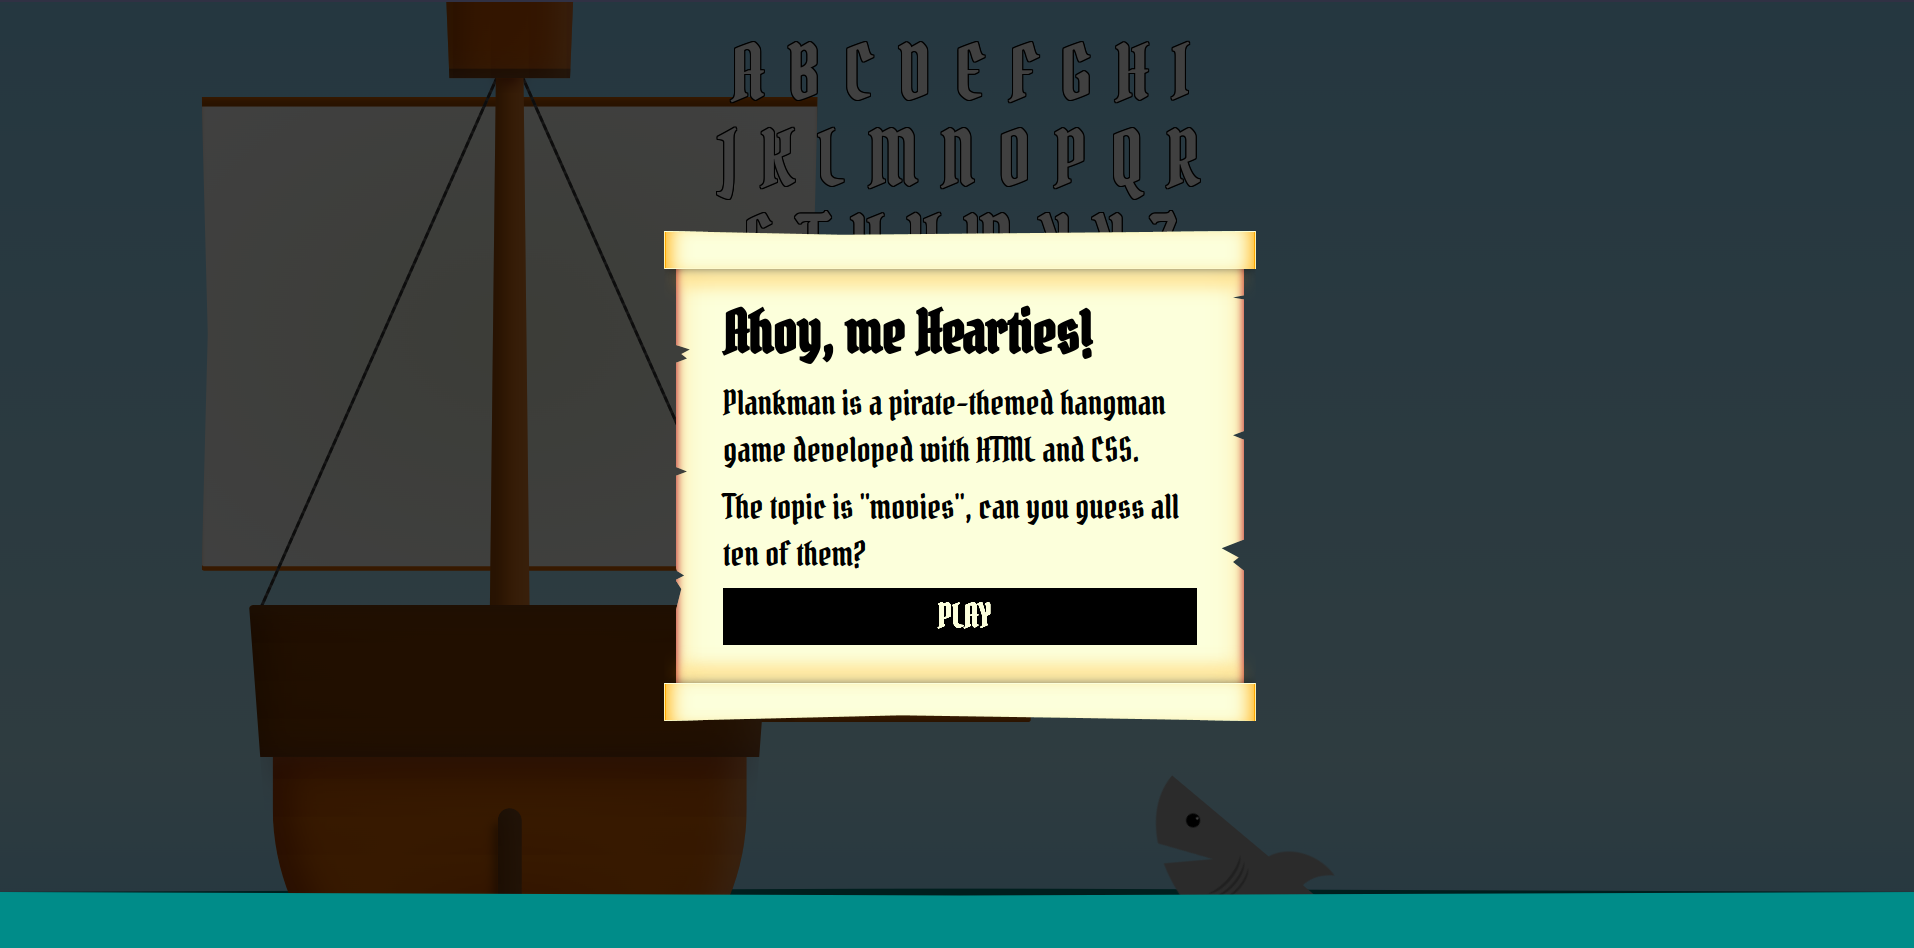 A B C D E F G H I
J K L M N O P Q R
S T U V W X Y Z
Ahoy, me Hearties!
Plankman is a pirate-themed hangman
game developed with HTML and CSS.
The topic is "movies", can you guess all
ten of them?
PLAY